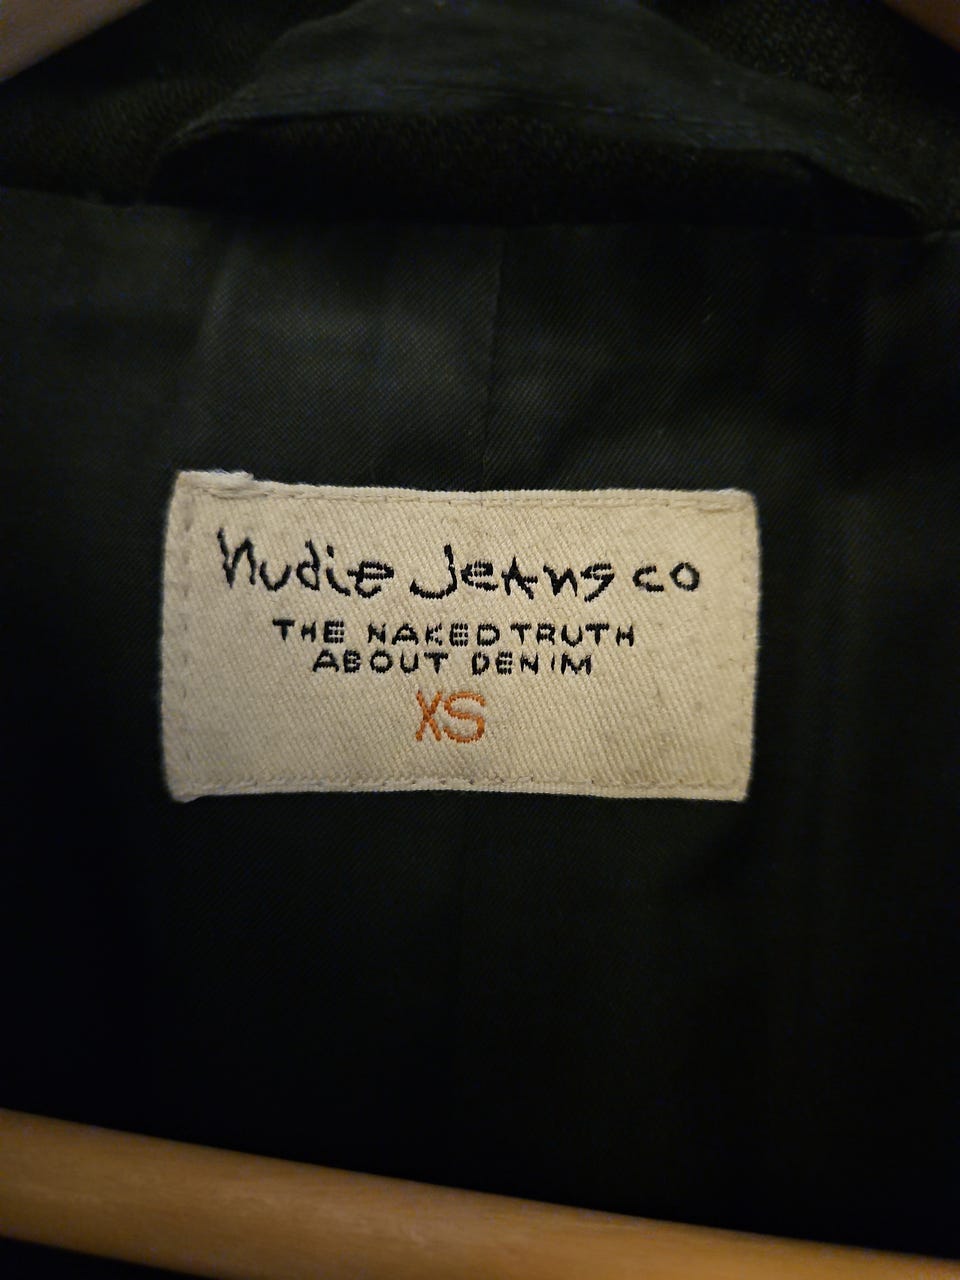 Nudie Jeans co
THE NAKED TRUTH
ABOUT DENIM
XS